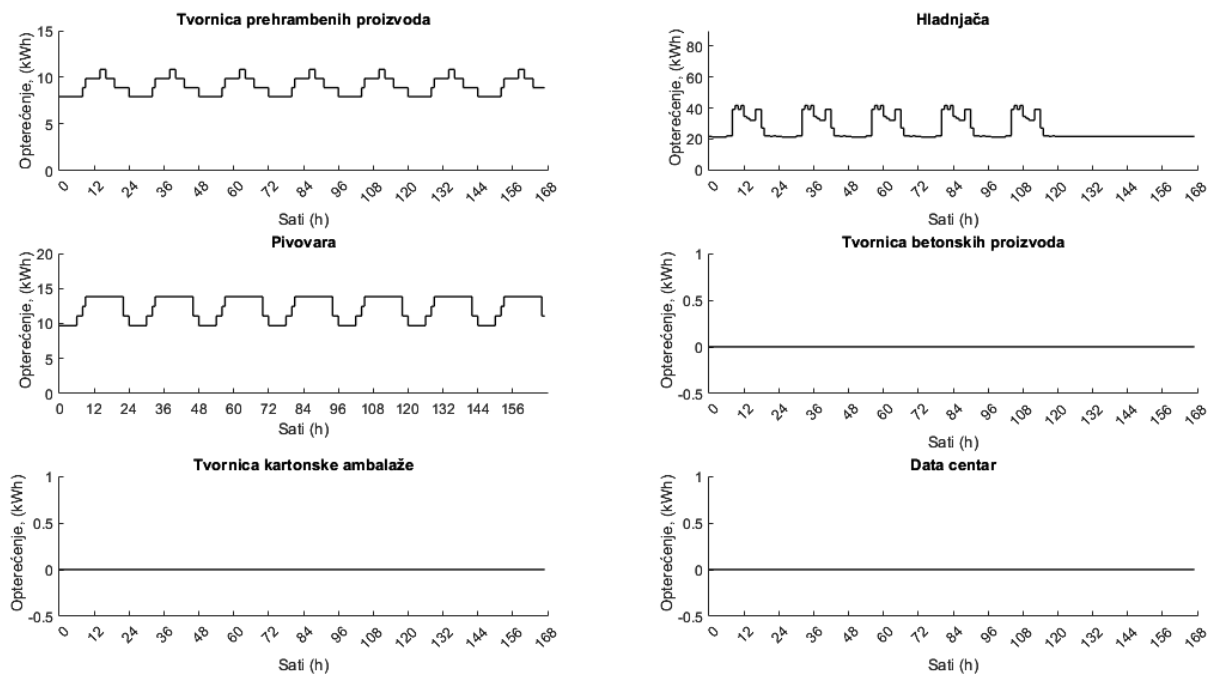 Tvornica prehrambenih proizvoda
Opterećenje, (kWh)
15
10
5
0
0 12 24 36 48 60 72 84 96 108 120 132 144 156 168
Sati (h)
Hladnjača
Opterećenje, (kWh)
80
60
40
20
0
0 12 24 36 48 60 72 84 96 108 120 132 144 156 168
Sati (h)
Pivovara
Opterećenje, (kWh)
20
15
10
5
0
0 12 24 36 48 60 72 84 96 108 120 132 144 156
Sati (h)
Tvornica betonskih proizvoda
Opterećenje, (kWh)
1
0.5
0
-0.5
0 12 24 36 48 60 72 84 96 108 120 132 144 156 168
Sati (h)
Tvornica kartonske ambalaže
Opterećenje, (kWh)
1
0.5
0
-0.5
0 12 24 36 48 60 72 84 96 108 120 132 144 156 168
Sati (h)
Data centar
Opterećenje, (kWh)
1
0.5
0
-0.5
0 12 24 36 48 60 72 84 96 108 120 132 144 156 168
Sati (h)